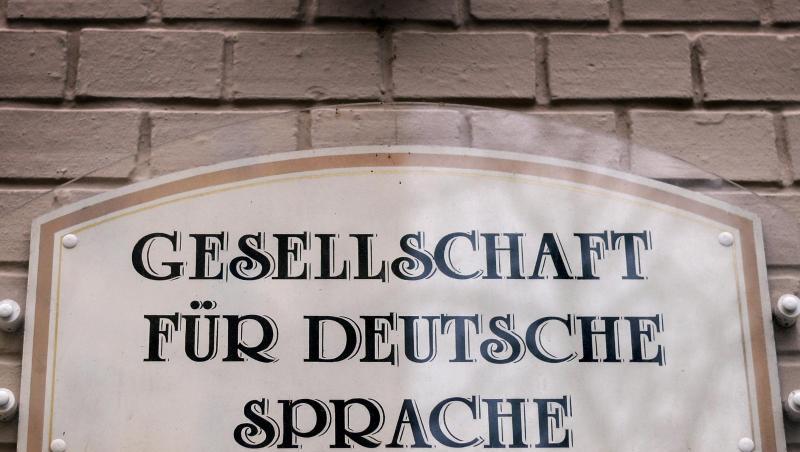 GESELLSCHAFT
FÜR DEUTSCHE
SPRACHE